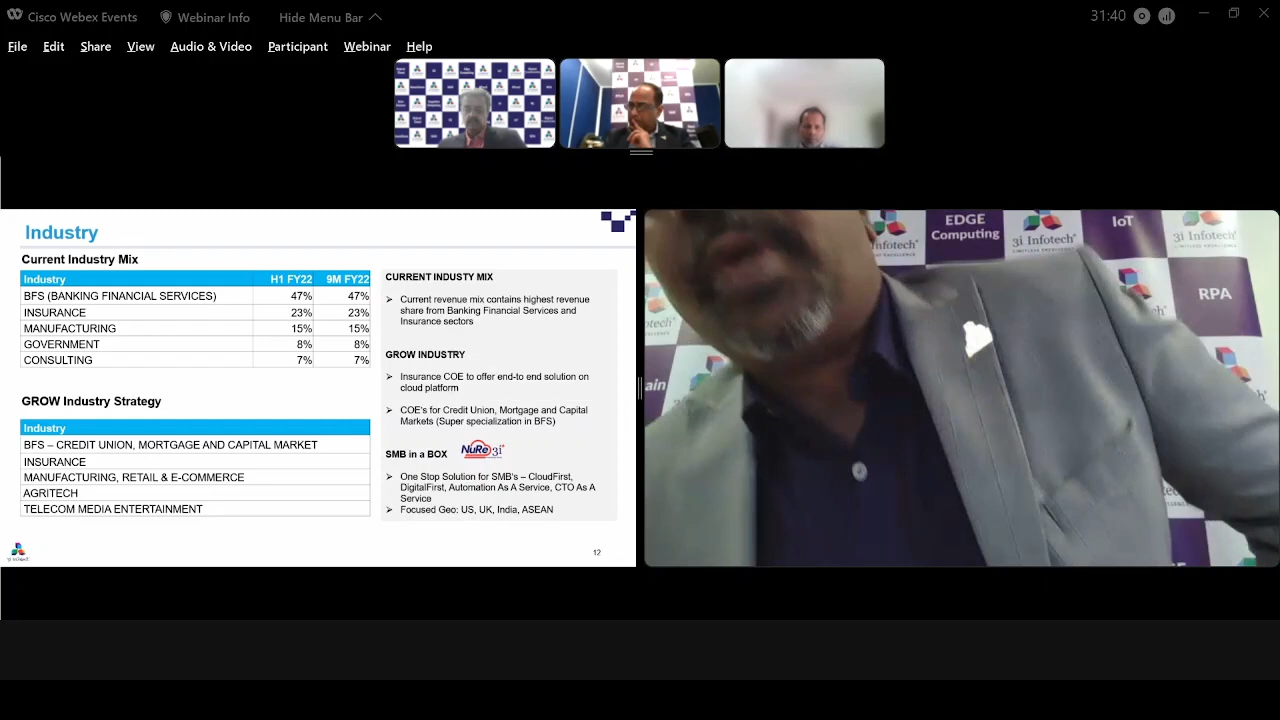 Cisco Webex Events
Webinar Info
Hide Menu Bar
31:40
File Edit Share View Audio & Video Participant Webinar Help
Industry
Current Industry Mix
Industry H1 FY22 9M FY22
BFS (BANKING FINANCIAL SERVICES) 47% 47%
INSURANCE 23% 23%
MANUFACTURING 15% 15%
GOVERNMENT 8% 8%
CONSULTING 7% 7%
GROW Industry Strategy
Industry
BFS – CREDIT UNION, MORTGAGE AND CAPITAL MARKET
INSURANCE
MANUFACTURING, RETAIL & E-COMMERCE
AGRITECH
TELECOM MEDIA ENTERTAINMENT
CURRENT INDUSTY MIX
➢ Current revenue mix contains highest revenue
share from Banking Financial Services and
Insurance sectors
GROW INDUSTRY
➢ Insurance COE to offer end-to end solution on
cloud platform
➢ COE's for Credit Union, Mortgage and Capital
Markets (Super specialization in BFS)
SMB in a BOX NuRe 3i+
➢ One Stop Solution for SMB's – CloudFirst,
DigitalFirst, Automation As A Service, CTO As A
Service
➢ Focused Geo: US, UK, India, ASEAN
12
EDGE
Computing
3i Infotech
IoT
3i Infotech
RPA